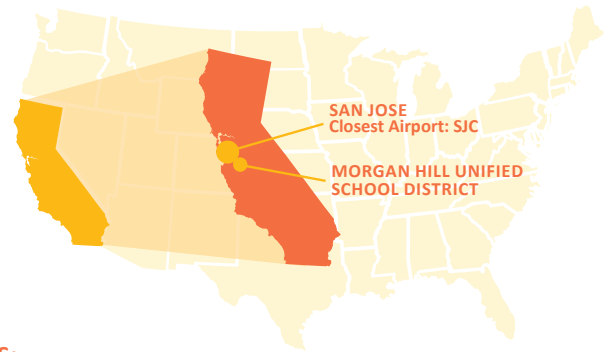 SAN JOSE
Closest Airport: SJC
MORGAN HILL UNIFIED
SCHOOL DISTRICT